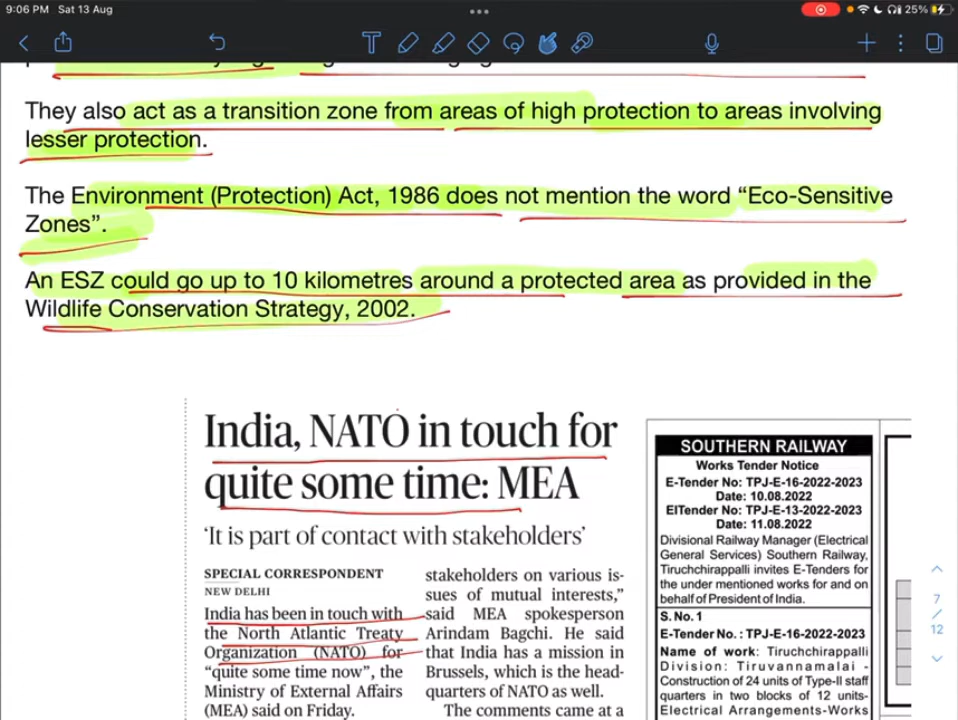 9:06 PM Sat 13 Aug
25%
They also act as a transition zone from areas of high protection to areas involving
lesser protection.
The Environment (Protection) Act, 1986 does not mention the word “Eco-Sensitive
Zones”.
An ESZ could go up to 10 kilometres around a protected area as provided in the
Wildlife Conservation Strategy, 2002.
India, NATO in touch for
quite some time: MEA
‘It is part of contact with stakeholders’
SPECIAL CORRESPONDENT
NEW DELHI
India has been in touch with
the North Atlantic Treaty
Organization (NATO) for
“quite some time now”, the
Ministry of External Affairs
(MEA) said on Friday.
stakeholders on various is-
sues of mutual interests,”
said MEA spokesperson
Arindam Bagchi. He said
that India has a mission in
Brussels, which is the head-
quarters of NATO as well.
The comments came at a
SOUTHERN RAILWAY
Works Tender Notice
E-Tender No: TPJ-E-16-2022-2023
Date: 10.08.2022
ElTender No: TPJ-E-13-2022-2023
Date: 11.08.2022
Divisional Railway Manager (Electrical
General Services) Southern Railway,
Tiruchchirappalli invites E-Tenders for
the under mentioned works for and on
behalf of President of India.
S. No. 1
E-Tender No. : TPJ-E-16-2022-2023
Name of work: Tiruchchirappalli
Division: Tiruvannamalai -
Construction of 24 units of Type-II staff
quarters in two blocks of 12 units-
Electrical Arrangements-Works
7
/
12